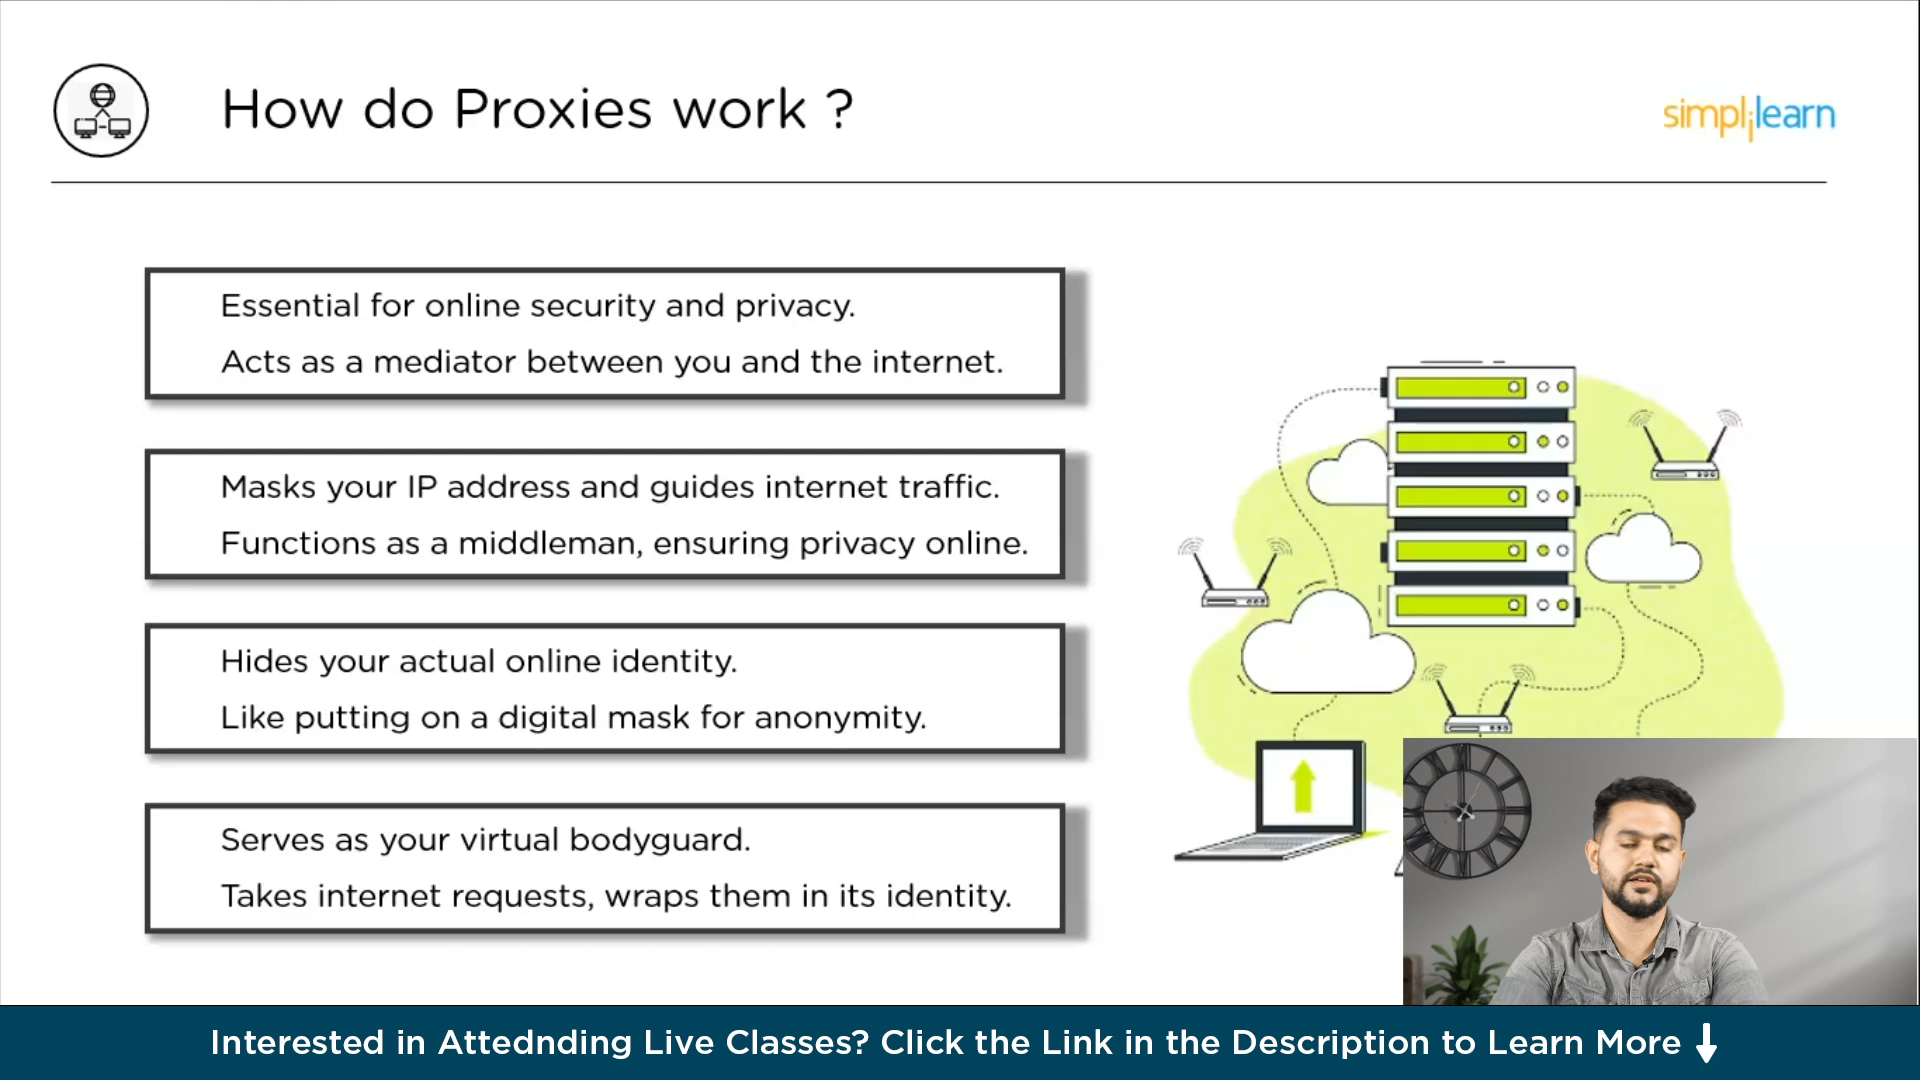 How do Proxies work ?
simplilearn
Essential for online security and privacy.
Acts as a mediator between you and the internet.
Masks your IP address and guides internet traffic.
Functions as a middleman, ensuring privacy online.
Hides your actual online identity.
Like putting on a digital mask for anonymity.
Serves as your virtual bodyguard.
Takes internet requests, wraps them in its identity.
Interested in Attednding Live Classes? Click the Link in the Description to Learn More